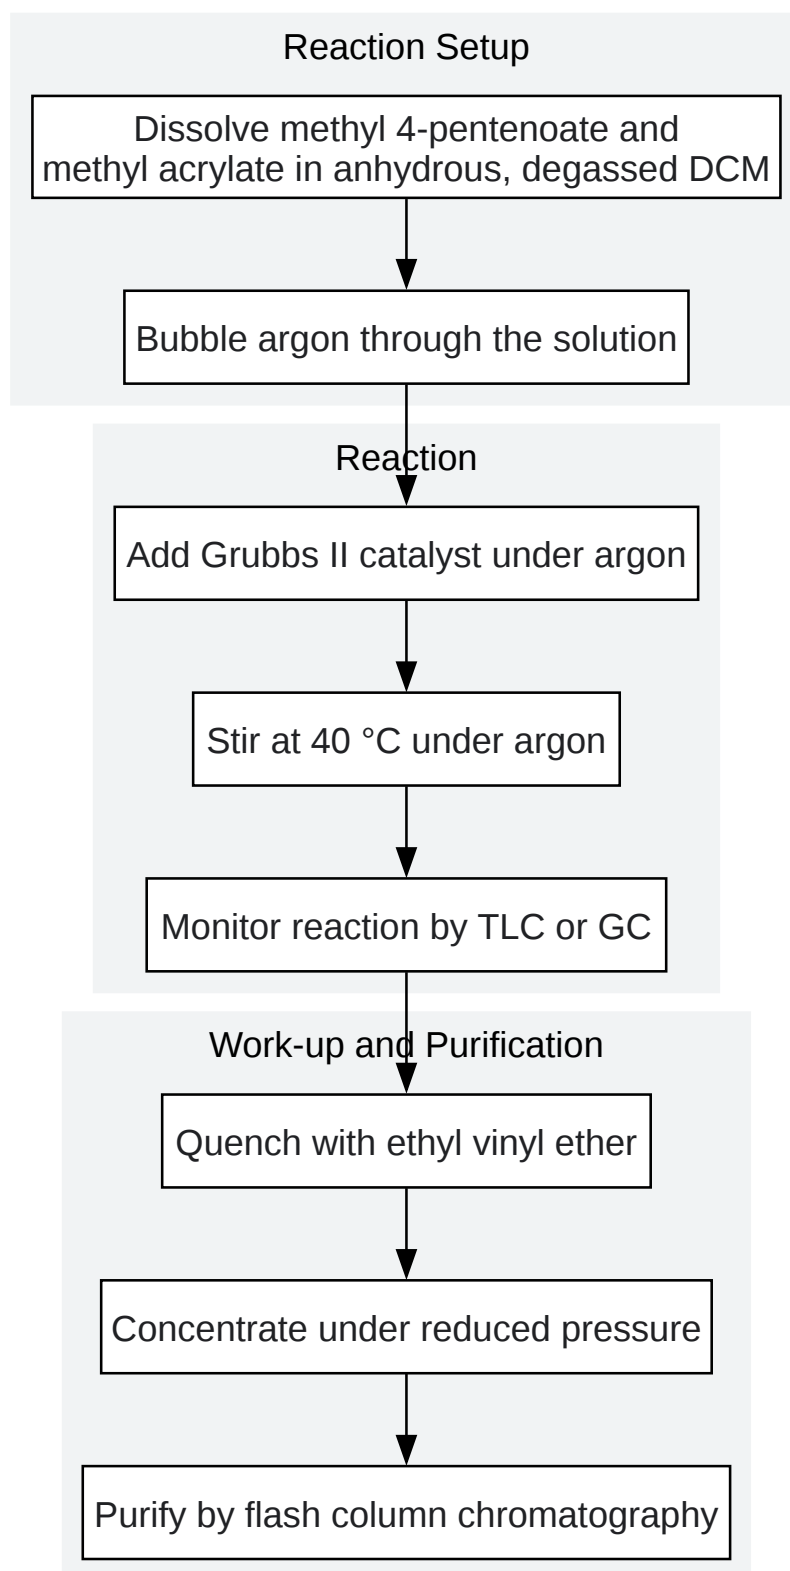 Reaction Setup
Dissolve methyl 4-pentenoate and
methyl acrylate in anhydrous, degassed DCM
Bubble argon through the solution
Reaction
Add Grubbs II catalyst under argon
Stir at 40 °C under argon
Monitor reaction by TLC or GC
Work-up and Purification
Quench with ethyl vinyl ether
Concentrate under reduced pressure
Purify by flash column chromatography